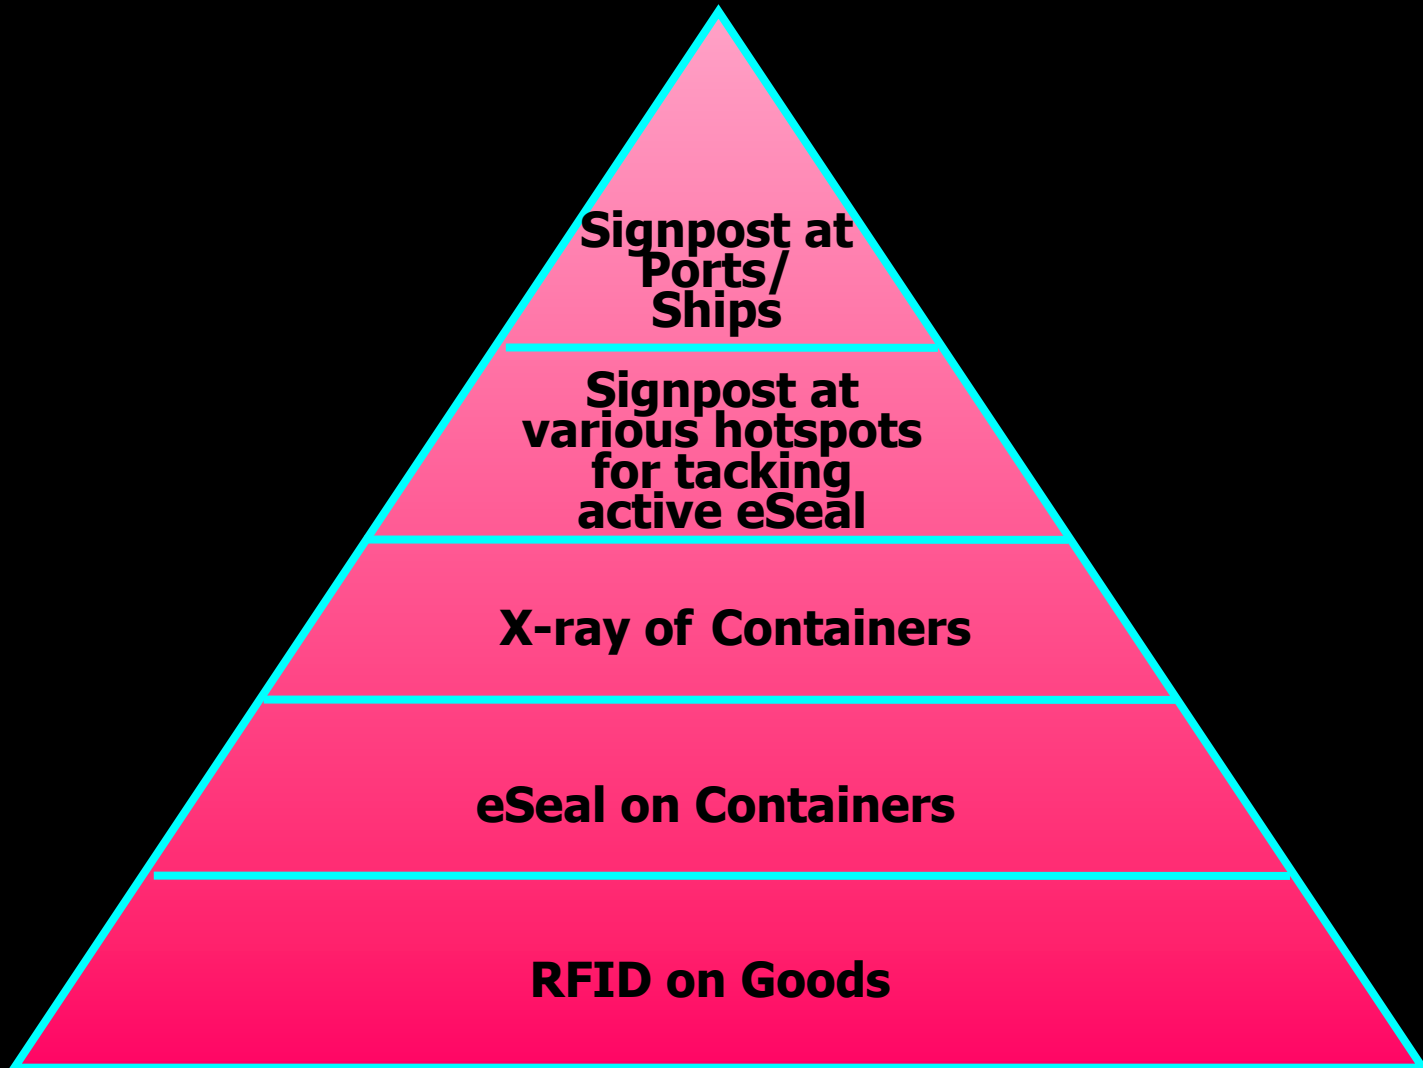 Signpost at
Ports/
Ships
Signpost at
various hotspots
for tacking
active eSeal
X-ray of Containers
eSeal on Containers
RFID on Goods